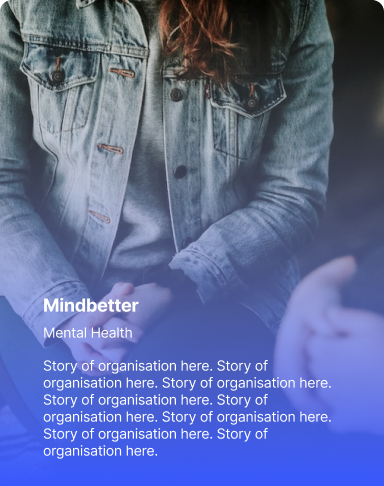 Mindbetter
Mental Health
Story of organisation here. Story of
organisation here. Story of organisation here.
Story of organisation here. Story of
organisation here. Story of organisation here.
Story of organisation here. Story of
organisation here.